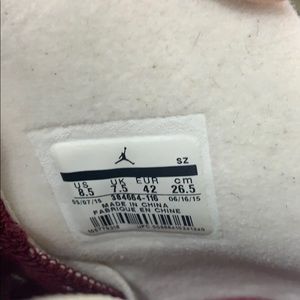 SZ
US UK EUR cm
8.5 7.5 42 26.5
384664-116
05/07/15 06/16/15
MADE IN CHINA
FABRIQUE EN CHINE